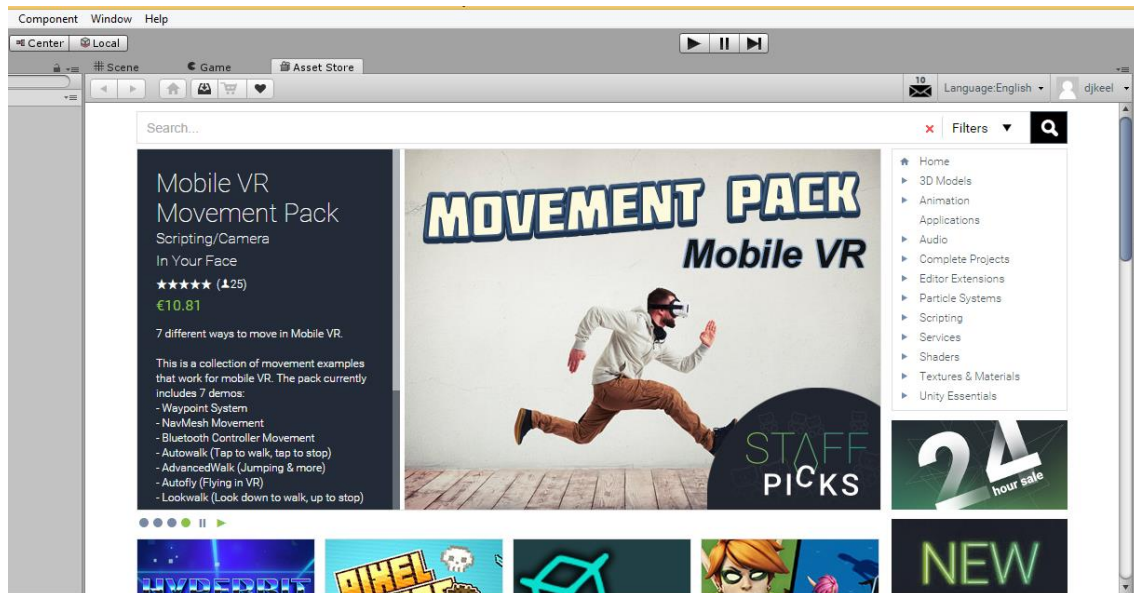 Component Window Help
Center Local
Scene Game Asset Store
10 Language:English djkeel
Search... Filters
Mobile VR
Movement Pack
Scripting/Camera
In Your Face
★★★★★ (25)
€10.81
7 different ways to move in Mobile VR.
This is a collection of movement examples
that work for mobile VR. The pack currently
includes 7 demos:
- Waypoint System
- NavMesh Movement
- Bluetooth Controller Movement
- Autowalk (Tap to walk, tap to stop)
- AdvancedWalk (Jumping & more)
- Autofly (Flying in VR)
- Lookwalk (Look down to walk, up to stop)
MOVEMENT PACK
Mobile VR
STAFF
PICKS
Home
3D Models
Animation
Applications
Audio
Complete Projects
Editor Extensions
Particle Systems
Scripting
Services
Shaders
Textures & Materials
Unity Essentials
24
hour sale
HYPERBIT
PIXEL
NEW